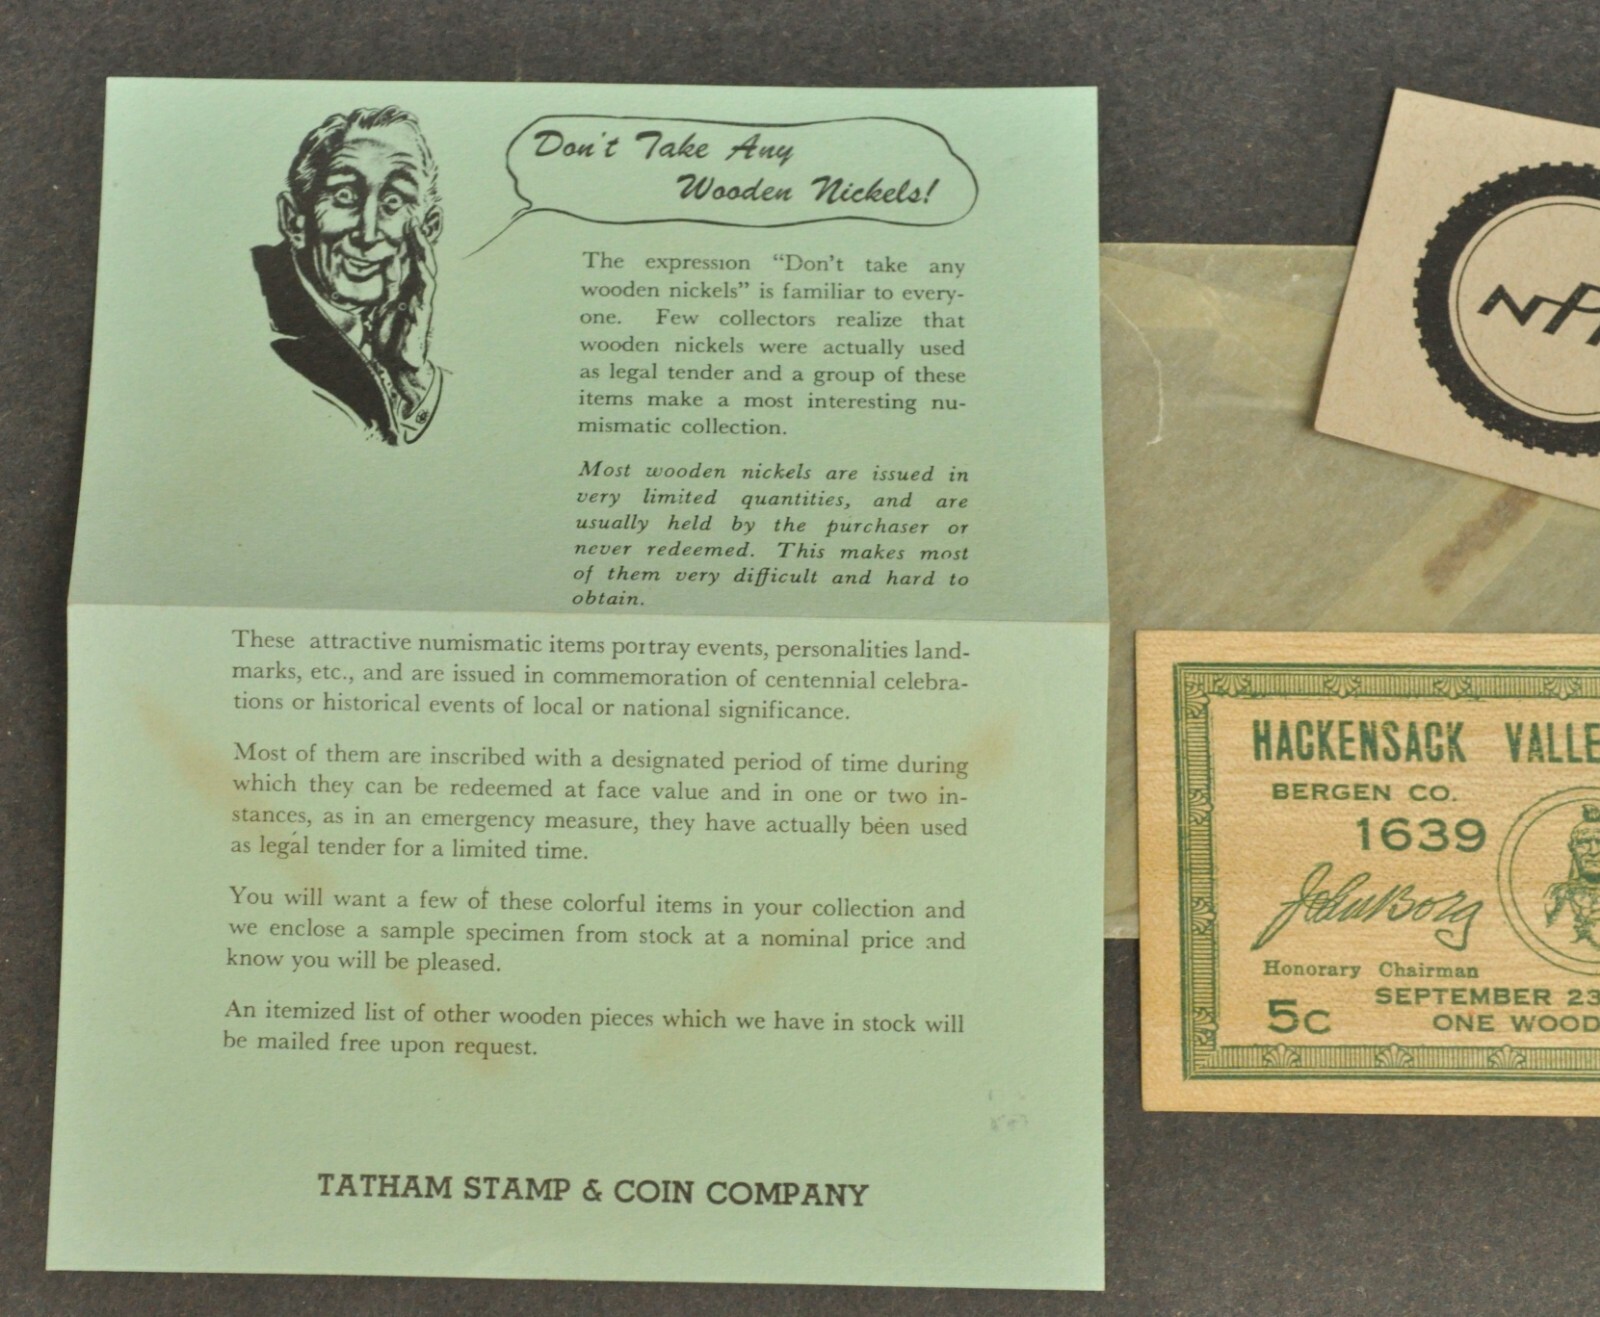 Don't Take Any
Wooden Nickels!
The expression "Don't take any
wooden nickels" is familiar to every-
one. Few collectors realize that
wooden nickels were actually used
as legal tender and a group of these
items make a most interesting nu-
mismatic collection.
Most wooden nickels are issued in
very limited quantities, and are
usually held by the purchaser or
never redeemed. This makes most
of them very difficult and hard to
obtain.
These attractive numismatic items portray events, personalities land-
marks, etc., and are issued in commemoration of centennial celebra-
tions or historical events of local or national significance.
Most of them are inscribed with a designated period of time during
which they can be redeemed at face value and in one or two in-
stances, as in an emergency measure, they have actually been used
as legal tender for a limited time.
You will want a few of these colorful items in your collection and
we enclose a sample specimen from stock at a nominal price and
know you will be pleased.
An itemized list of other wooden pieces which we have in stock will
be mailed free upon request.
TATHAM STAMP & COIN COMPANY
HACKENSACK VALLE
BERGEN CO.
1639
John Borg
Honorary Chairman
SEPTEMBER 23
5c ONE WOOD